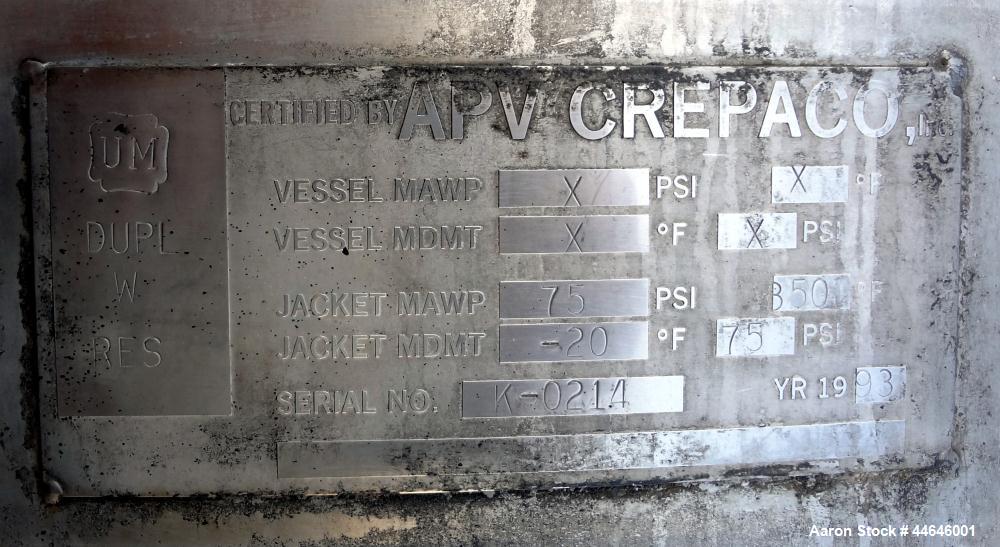 UM
DUPL
W
RES
CERTIFIED BY APV CREPACO, Inc.
VESSEL MAWP X PSI X °F
VESSEL MDMT X °F X PSI
JACKET MAWP 75 PSI 350 °F
JACKET MDMT -20 °F 75 PSI
SERIAL NO. K-0214 YR 1993
Aaron Stock # 44646001